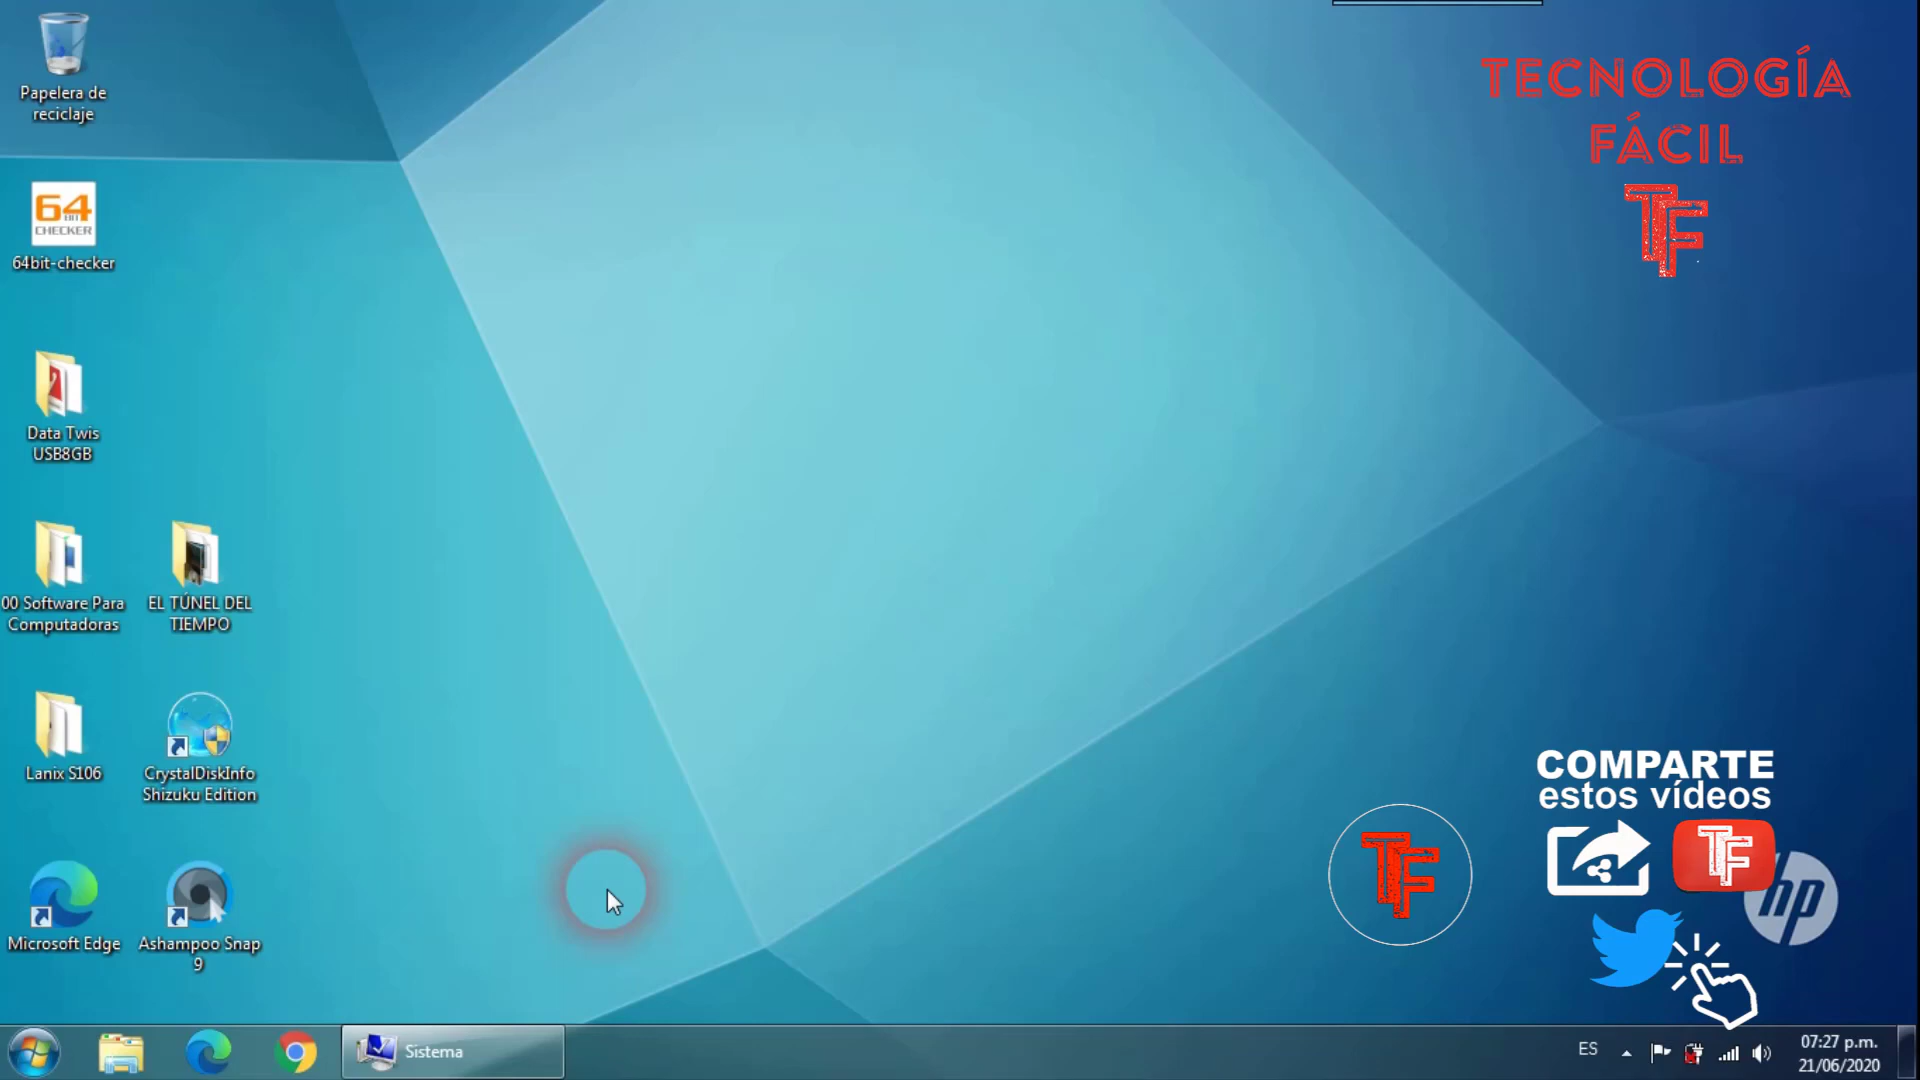 Papelera de
reciclaje
64
BIT
CHECKER
64bit-checker
Data Twis
USB8GB
00 Software Para
Computadoras
EL TÚNEL DEL
TIEMPO
Lanix S106
CrystalDiskInfo
Shizuku Edition
Microsoft Edge
Ashampoo Snap
9
TECNOLOGÍA
FÁCIL
TF
COMPARTE
estos vídeos
TF
TF
hp
Sistema
ES
07:27 p.m.
21/06/2020